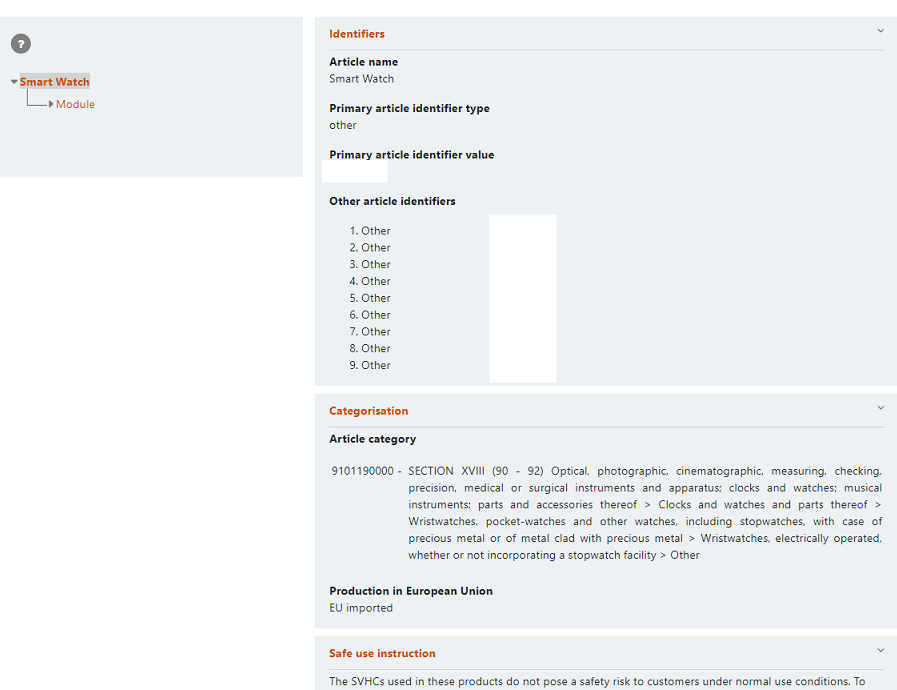 ?
Smart Watch
Module
Identifiers
Article name
Smart Watch
Primary article identifier type
other
Primary article identifier value
Other article identifiers
1. Other
2. Other
3. Other
4. Other
5. Other
6. Other
7. Other
8. Other
9. Other
Categorisation
Article category
9101190000 - SECTION XVIII (90 - 92) Optical, photographic, cinematographic, measuring, checking,
precision, medical or surgical instruments and apparatus; clocks and watches; musical
instruments; parts and accessories thereof > Clocks and watches and parts thereof >
Wristwatches, pocket-watches and other watches, including stopwatches, with case of
precious metal or of metal clad with precious metal > Wristwatches, electrically operated,
whether or not incorporating a stopwatch facility > Other
Production in European Union
EU imported
Safe use instruction
The SVHCs used in these products do not pose a safety risk to customers under normal use conditions. To